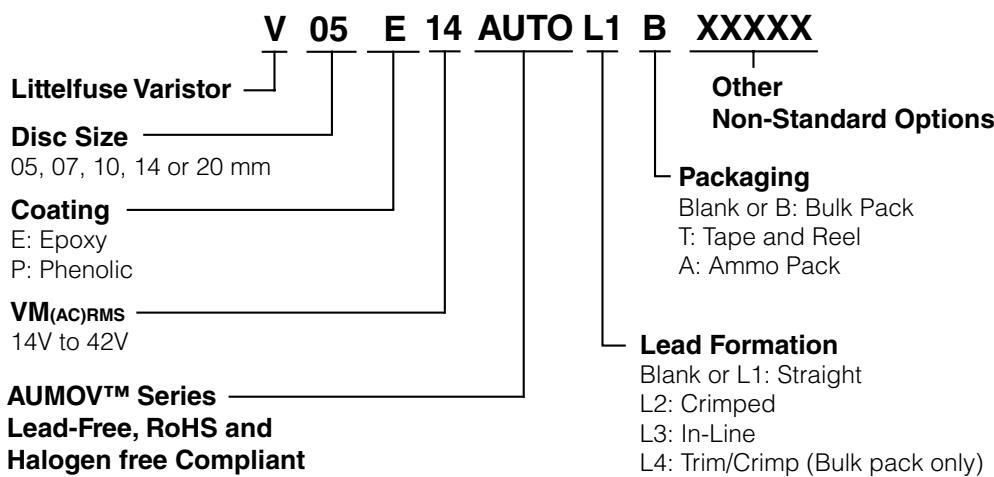 V 05 E 14 AUTO L1 B XXXXX
Littelfuse Varistor
Disc Size
05, 07, 10, 14 or 20 mm
Coating
E: Epoxy
P: Phenolic
VM(AC)RMS
14V to 42V
AUMOV™ Series
Lead-Free, RoHS and
Halogen free Compliant
Other
Non-Standard Options
Packaging
Blank or B: Bulk Pack
T: Tape and Reel
A: Ammo Pack
Lead Formation
Blank or L1: Straight
L2: Crimped
L3: In-Line
L4: Trim/Crimp (Bulk pack only)